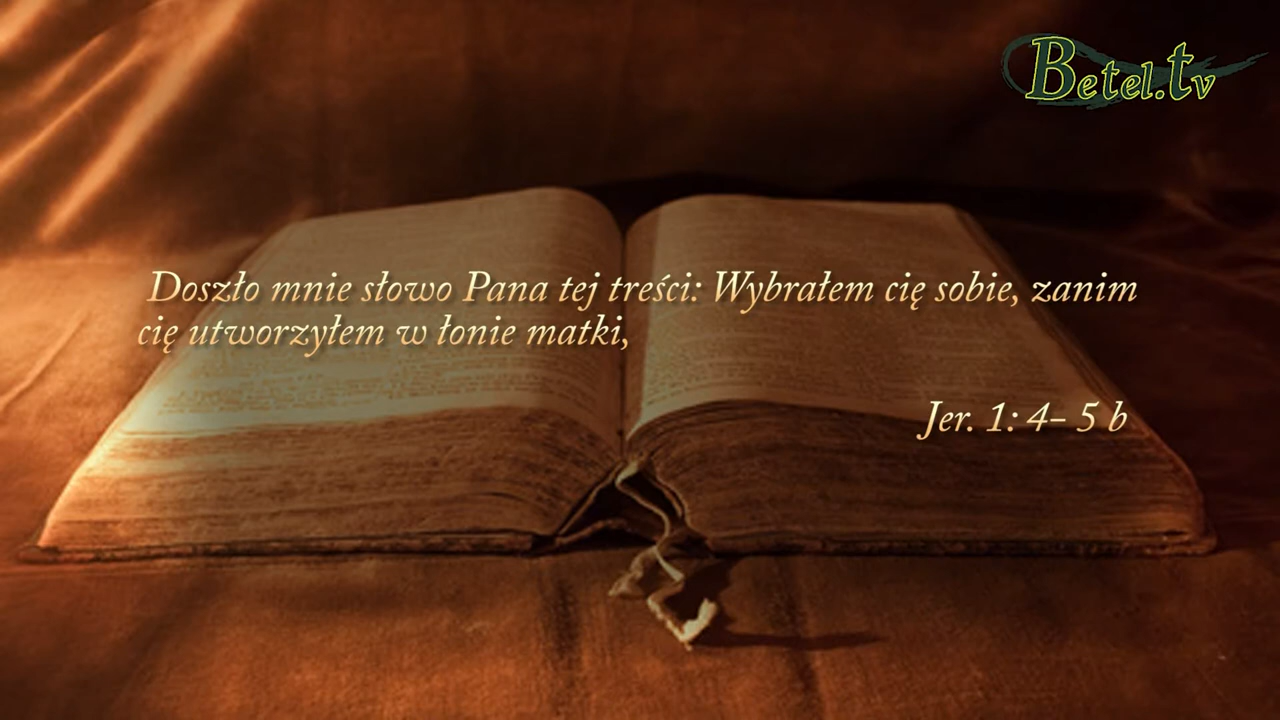 Betel.tv
Doszło mnie słowo Pana tej treści: Wybrałem cię sobie, zanim
cię utworzyłem w łonie matki,
Jer. 1: 4– 5 b